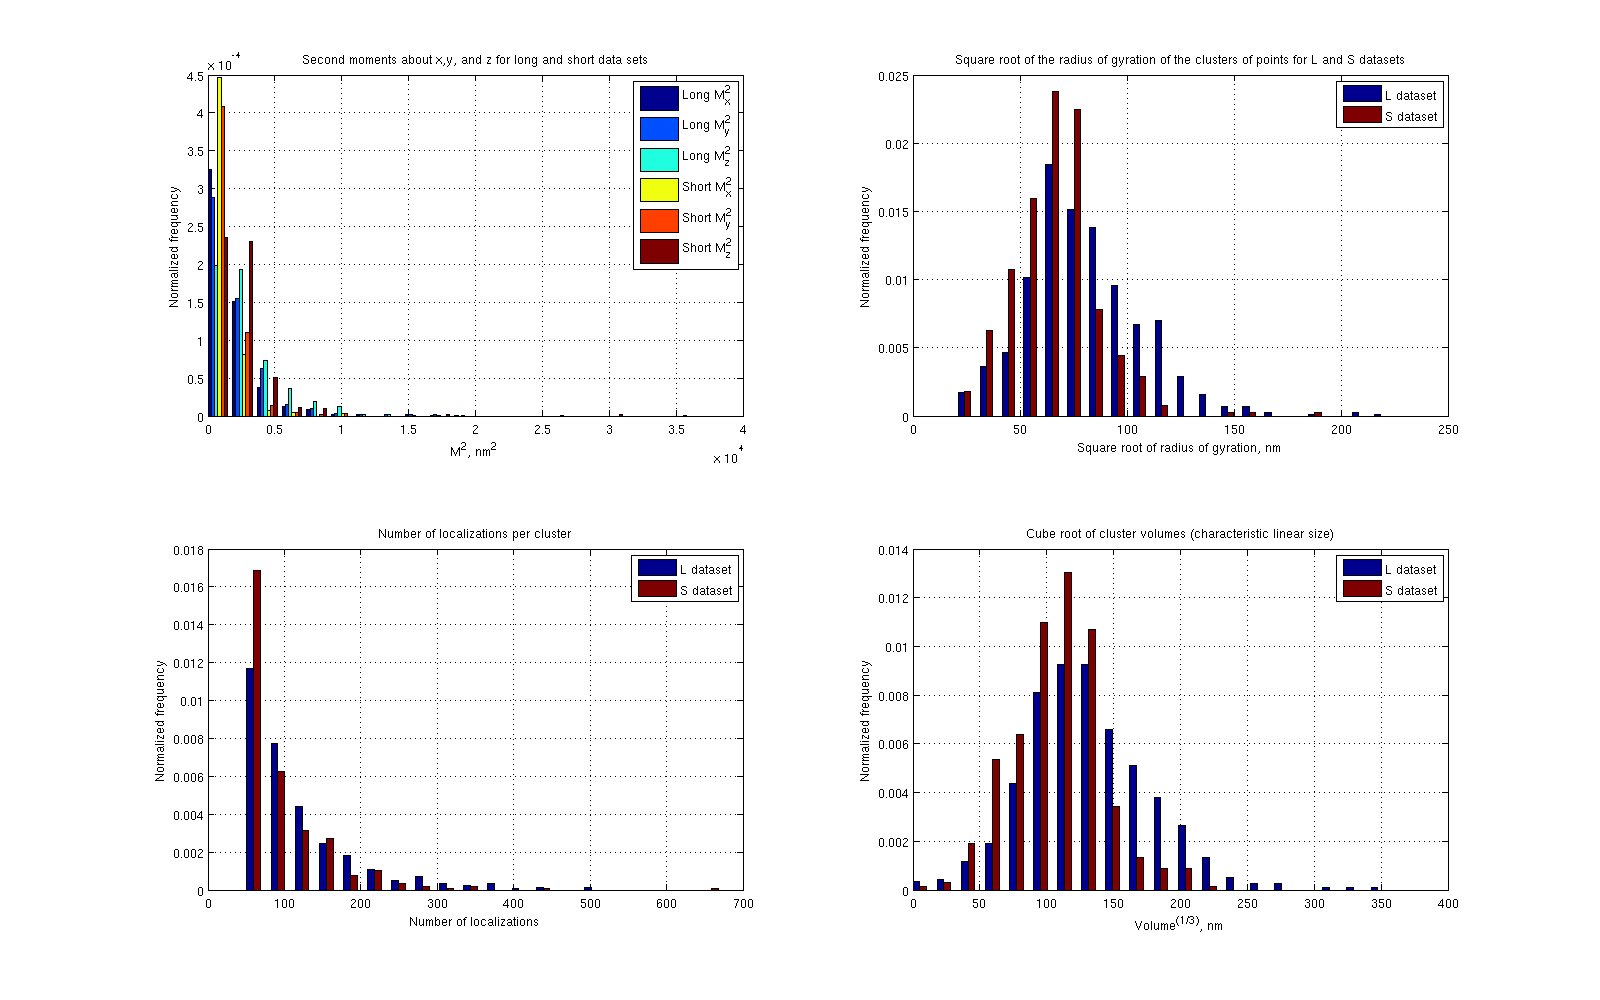 Second moments about x,y, and z for long and short data sets
× 10⁻⁴
4.5
4
3.5
3
2.5
2
1.5
1
0.5
0
Normalized frequency
Long M²x
Long M²y
Long M²z
Short M²x
Short M²y
Short M²z
0 0.5 1 1.5 2 2.5 3 3.5 4
M², nm²
× 10⁴
Square root of the radius of gyration of the clusters of points for L and S datasets
0.025
0.02
0.015
0.01
0.005
0
Normalized frequency
L dataset
S dataset
0 50 100 150 200 250
Square root of radius of gyration, nm
Number of localizations per cluster
0.018
0.016
0.014
0.012
0.01
0.008
0.006
0.004
0.002
0
Normalized frequency
L dataset
S dataset
0 100 200 300 400 500 600 700
Number of localizations
Cube root of cluster volumes (characteristic linear size)
0.014
0.012
0.01
0.008
0.006
0.004
0.002
0
Normalized frequency
L dataset
S dataset
0 50 100 150 200 250 300 350 400
Volume^(1/3), nm